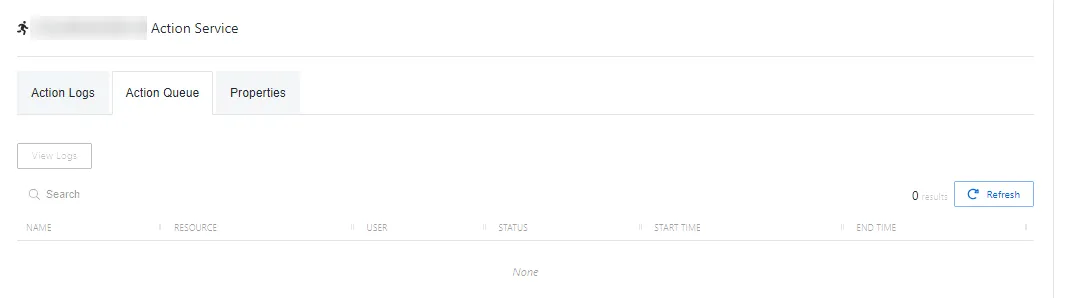 Action Service
Action Logs Action Queue Properties
View Logs
Search 0 results Refresh
NAME RESOURCE USER STATUS START TIME END TIME
None